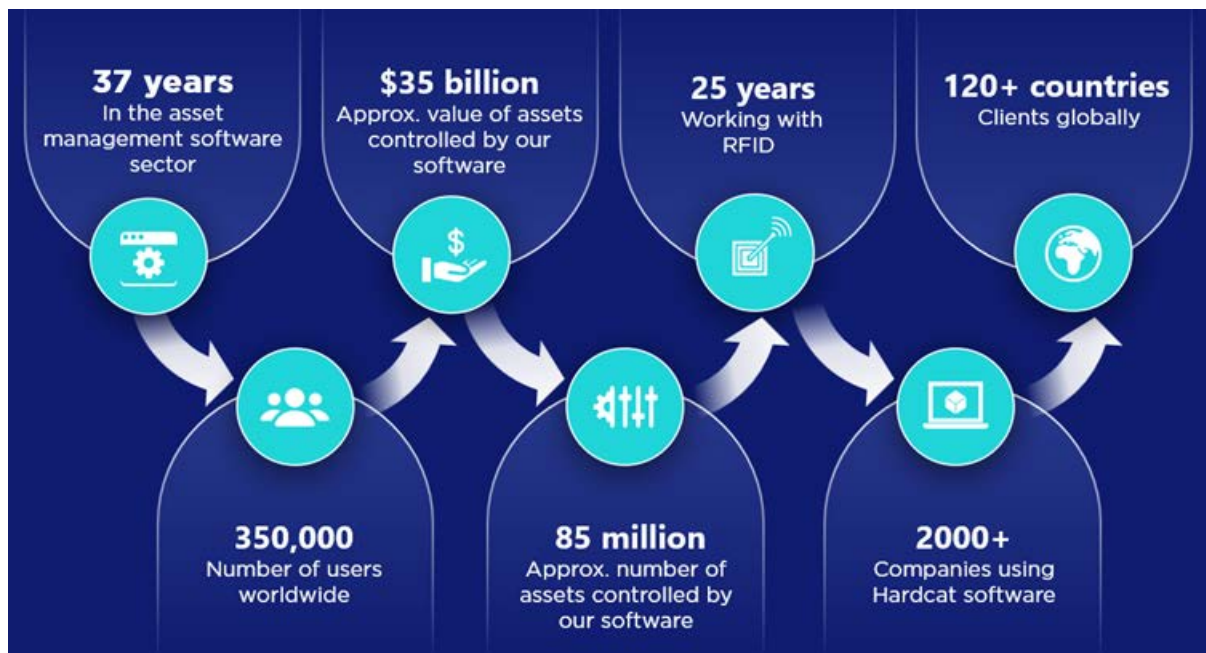 37 years
In the asset
management software
sector
350,000
Number of users
worldwide
$35 billion
Approx. value of assets
controlled by our
software
85 million
Approx. number of
assets controlled by
our software
25 years
Working with
RFID
2000+
Companies using
Hardcat software
120+ countries
Clients globally